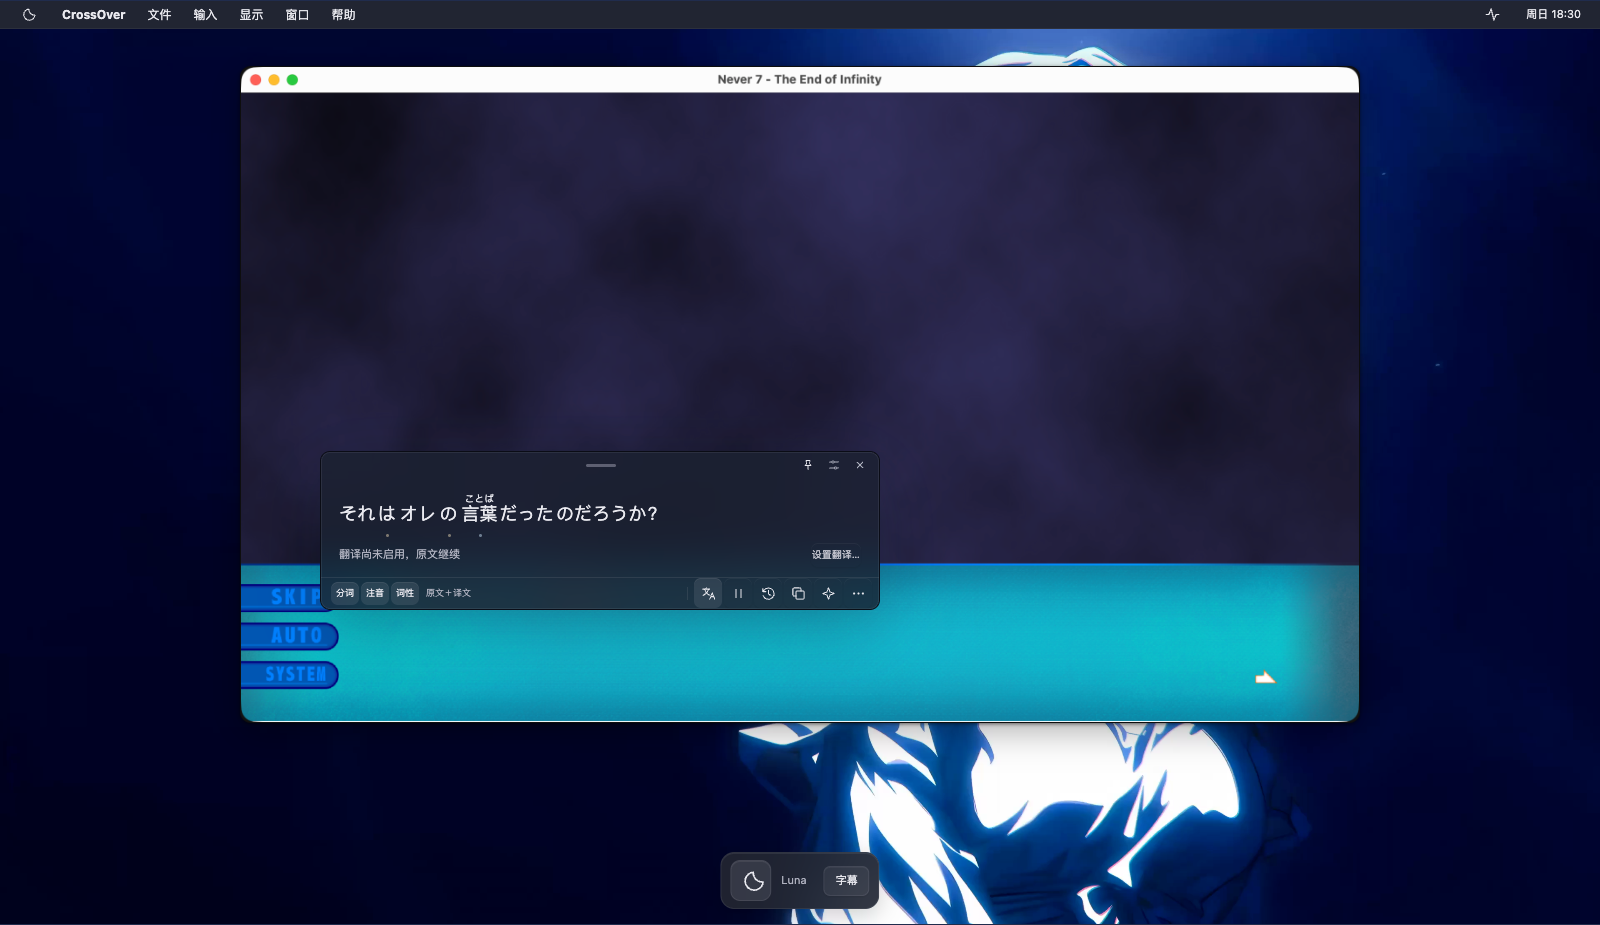 CrossOver 文件 输入 显示 窗口 帮助 周日 18:30
Never 7 - The End of Infinity
ことば
それはオレの言葉だったのだろうか?
翻译尚未启用，原文继续 设置翻译...
分词 注音 词性 原文+译文
SKIP
AUTO
SYSTEM
Luna 字幕